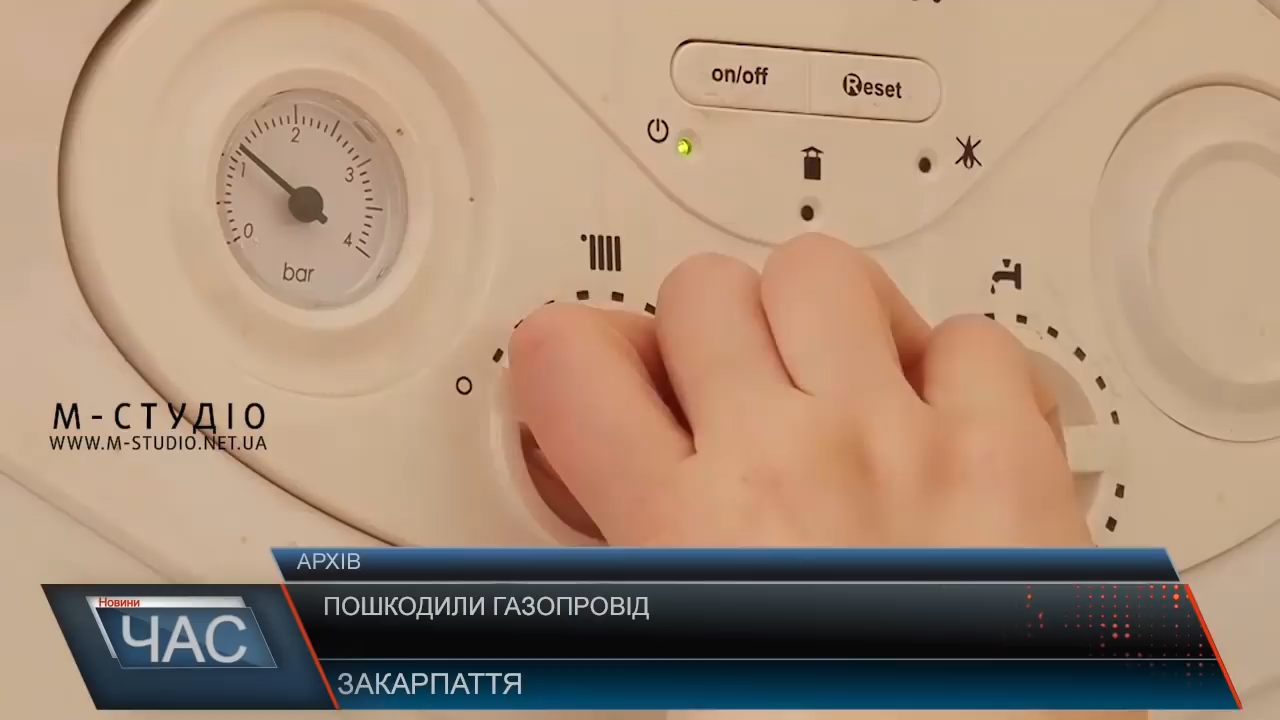 on/off
Reset
2
1
3
0
4
bar
М-СТУДІО
WWW.M-STUDIO.NET.UA
АРХІВ
Новини
ЧАС
ПОШКОДИЛИ ГАЗОПРОВІД
ЗАКАРПАТТЯ